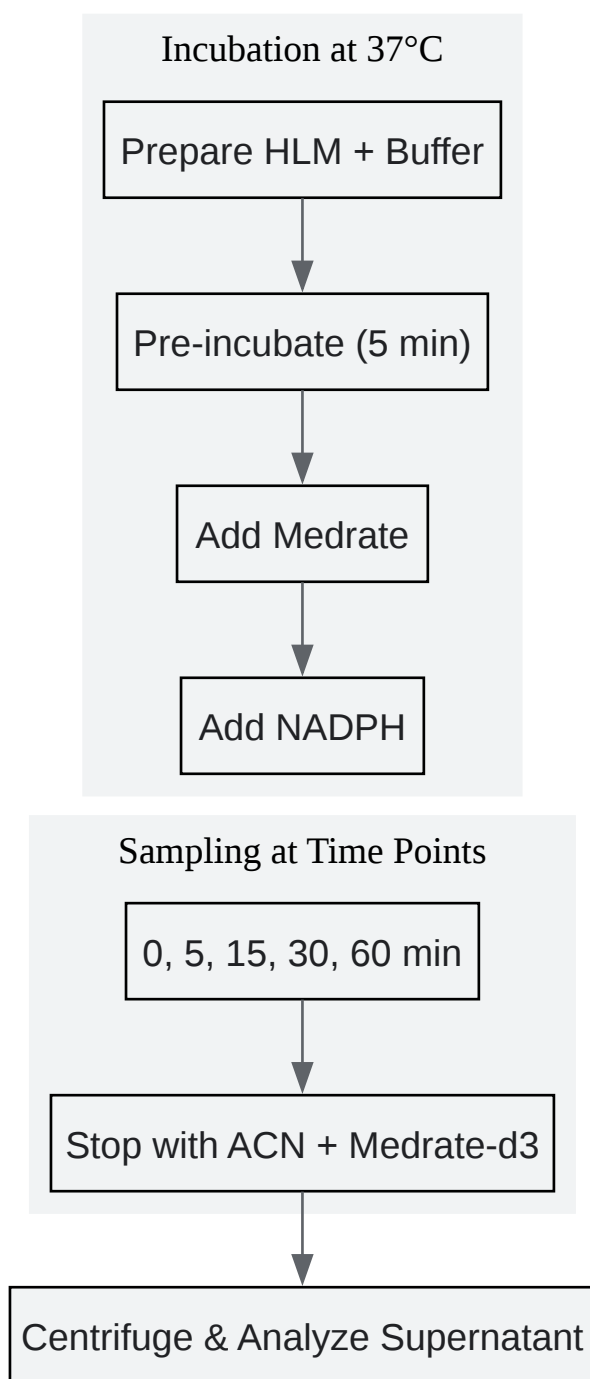 Incubation at 37°C
Prepare HLM + Buffer
Pre-incubate (5 min)
Add Medrate
Add NADPH
Sampling at Time Points
0, 5, 15, 30, 60 min
Stop with ACN + Medrate-d3
Centrifuge & Analyze Supernatant